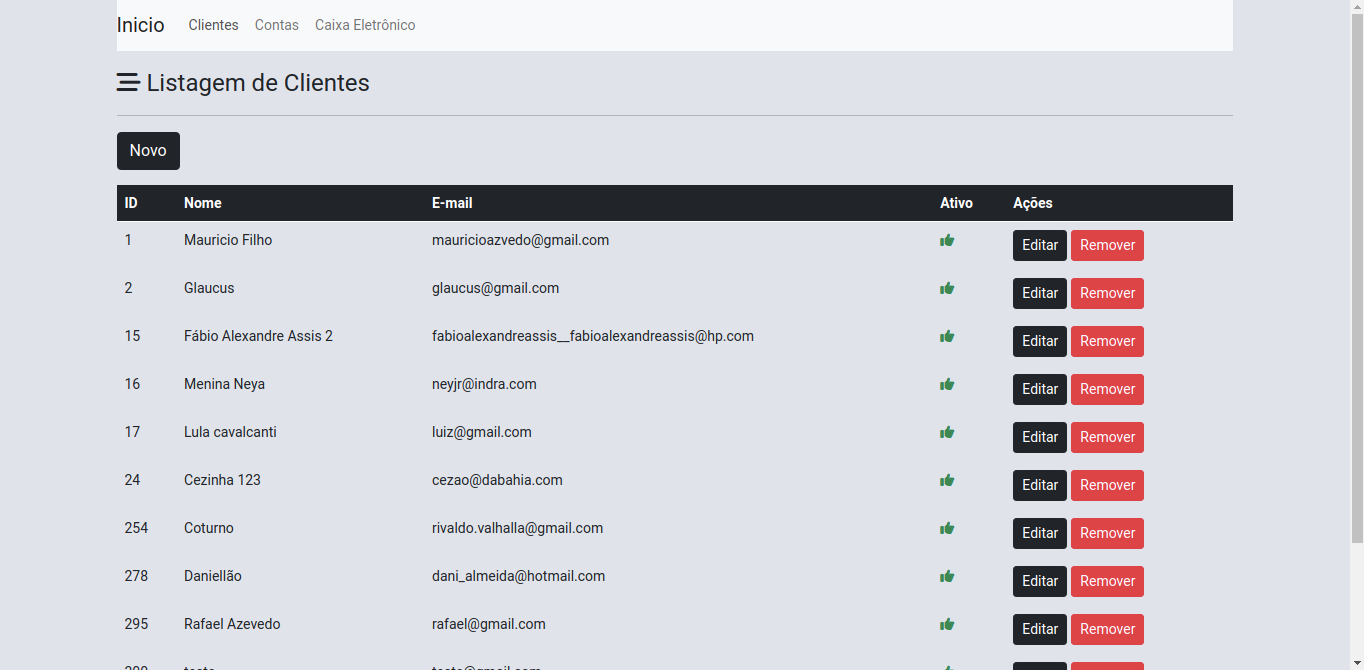 Inicio Clientes Contas Caixa Eletrônico
Listagem de Clientes
Novo
ID Nome E-mail Ativo Ações
1 Mauricio Filho mauricioazvedo@gmail.com Editar Remover
2 Glaucus glaucus@gmail.com Editar Remover
15 Fábio Alexandre Assis 2 fabioalexandreassis__fabioalexandreassis@hp.com Editar Remover
16 Menina Neya neyjr@indra.com Editar Remover
17 Lula cavalcanti luiz@gmail.com Editar Remover
24 Cezinha 123 cezao@dabahia.com Editar Remover
254 Coturno rivaldo.valhalla@gmail.com Editar Remover
278 Daniellão dani_almeida@hotmail.com Editar Remover
295 Rafael Azevedo rafael@gmail.com Editar Remover